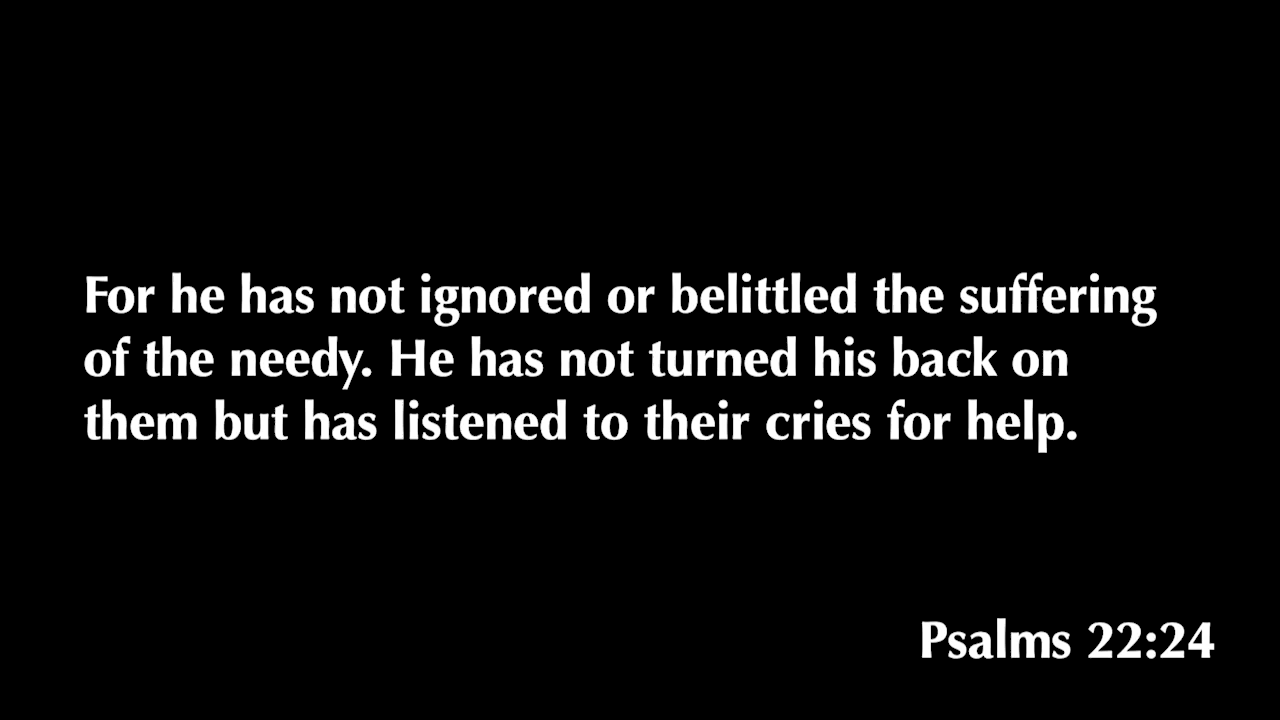 For he has not ignored or belittled the suffering
of the needy. He has not turned his back on
them but has listened to their cries for help.
Psalms 22:24